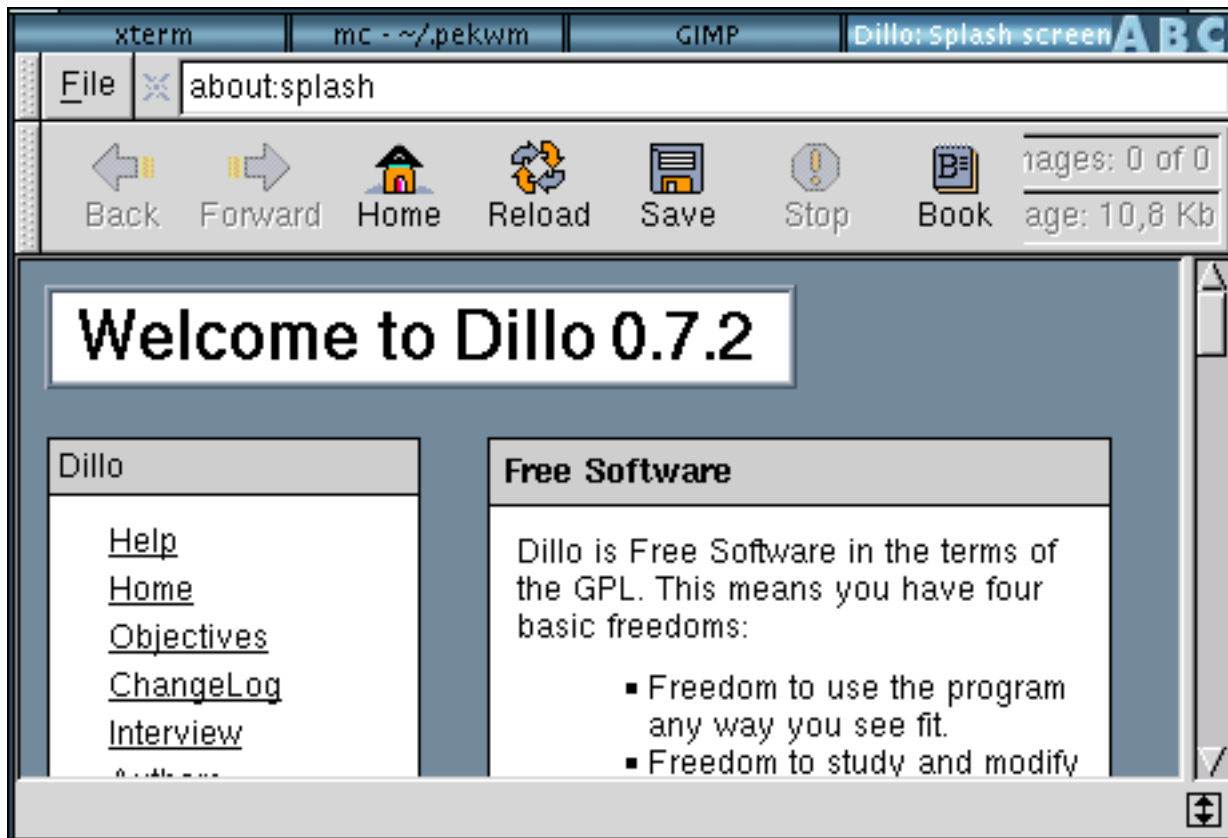 xterm mc - ~/.pekwm GIMP Dillo: Splash screen A B C
File about:splash
Back Forward Home Reload Save Stop Book
mages: 0 of 0
age: 10,8 Kb
Welcome to Dillo 0.7.2
Dillo
Help
Home
Objectives
ChangeLog
Interview
Free Software
Dillo is Free Software in the terms of
the GPL. This means you have four
basic freedoms:
▪ Freedom to use the program
any way you see fit.
▪ Freedom to study and modify